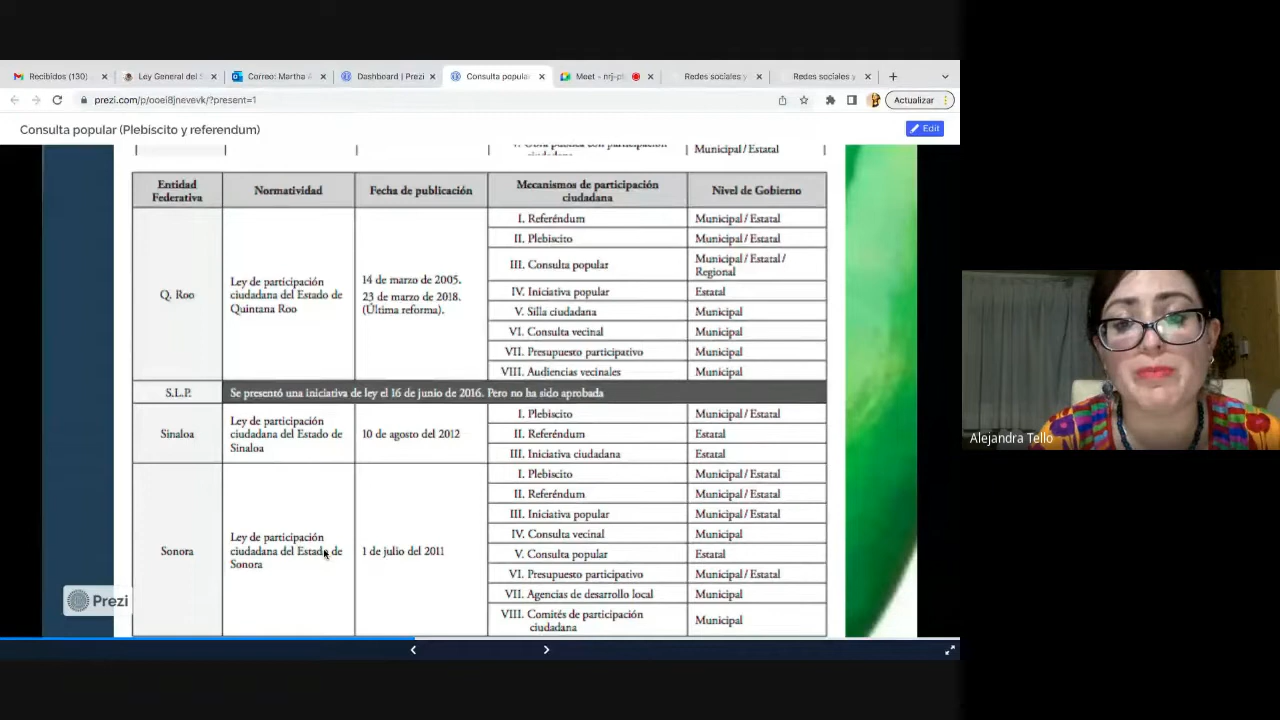 Recibidos (130)
Ley General del S
Correo: Martha A
Dashboard | Prezi
Consulta popula
Meet – nrj-pl
Redes sociales y
Redes sociales y
prezi.com/p/ooei8jnevevk/?present=1
Actualizar
Consulta popular (Plebiscito y referendum)
Edit
V. Obra pública con participación
ciudadana
Municipal / Estatal
Entidad
Federativa
Normatividad
Fecha de publicación
Mecanismos de participación
ciudadana
Nivel de Gobierno
Q. Roo
Ley de participación
ciudadana del Estado de
Quintana Roo
14 de marzo de 2005.
23 de marzo de 2018.
(Última reforma).
I. Referéndum
Municipal / Estatal
II. Plebiscito
Municipal / Estatal
III. Consulta popular
Municipal / Estatal /
Regional
IV. Iniciativa popular
Estatal
V. Silla ciudadana
Municipal
VI. Consulta vecinal
Municipal
VII. Presupuesto participativo
Municipal
VIII. Audiencias vecinales
Municipal
S.L.P.
Se presentó una iniciativa de ley el 16 de junio de 2016. Pero no ha sido aprobada
Sinaloa
Ley de participación
ciudadana del Estado de
Sinaloa
10 de agosto del 2012
I. Plebiscito
Municipal / Estatal
II. Referéndum
Estatal
III. Iniciativa ciudadana
Estatal
Sonora
Ley de participación
ciudadana del Estado de
Sonora
1 de julio del 2011
I. Plebiscito
Municipal / Estatal
II. Referéndum
Municipal / Estatal
III. Iniciativa popular
Municipal / Estatal
IV. Consulta vecinal
Municipal
V. Consulta popular
Estatal
VI. Presupuesto participativo
Municipal / Estatal
VII. Agencias de desarrollo local
Municipal
VIII. Comités de participación
ciudadana
Municipal
Prezi
Alejandra Tello